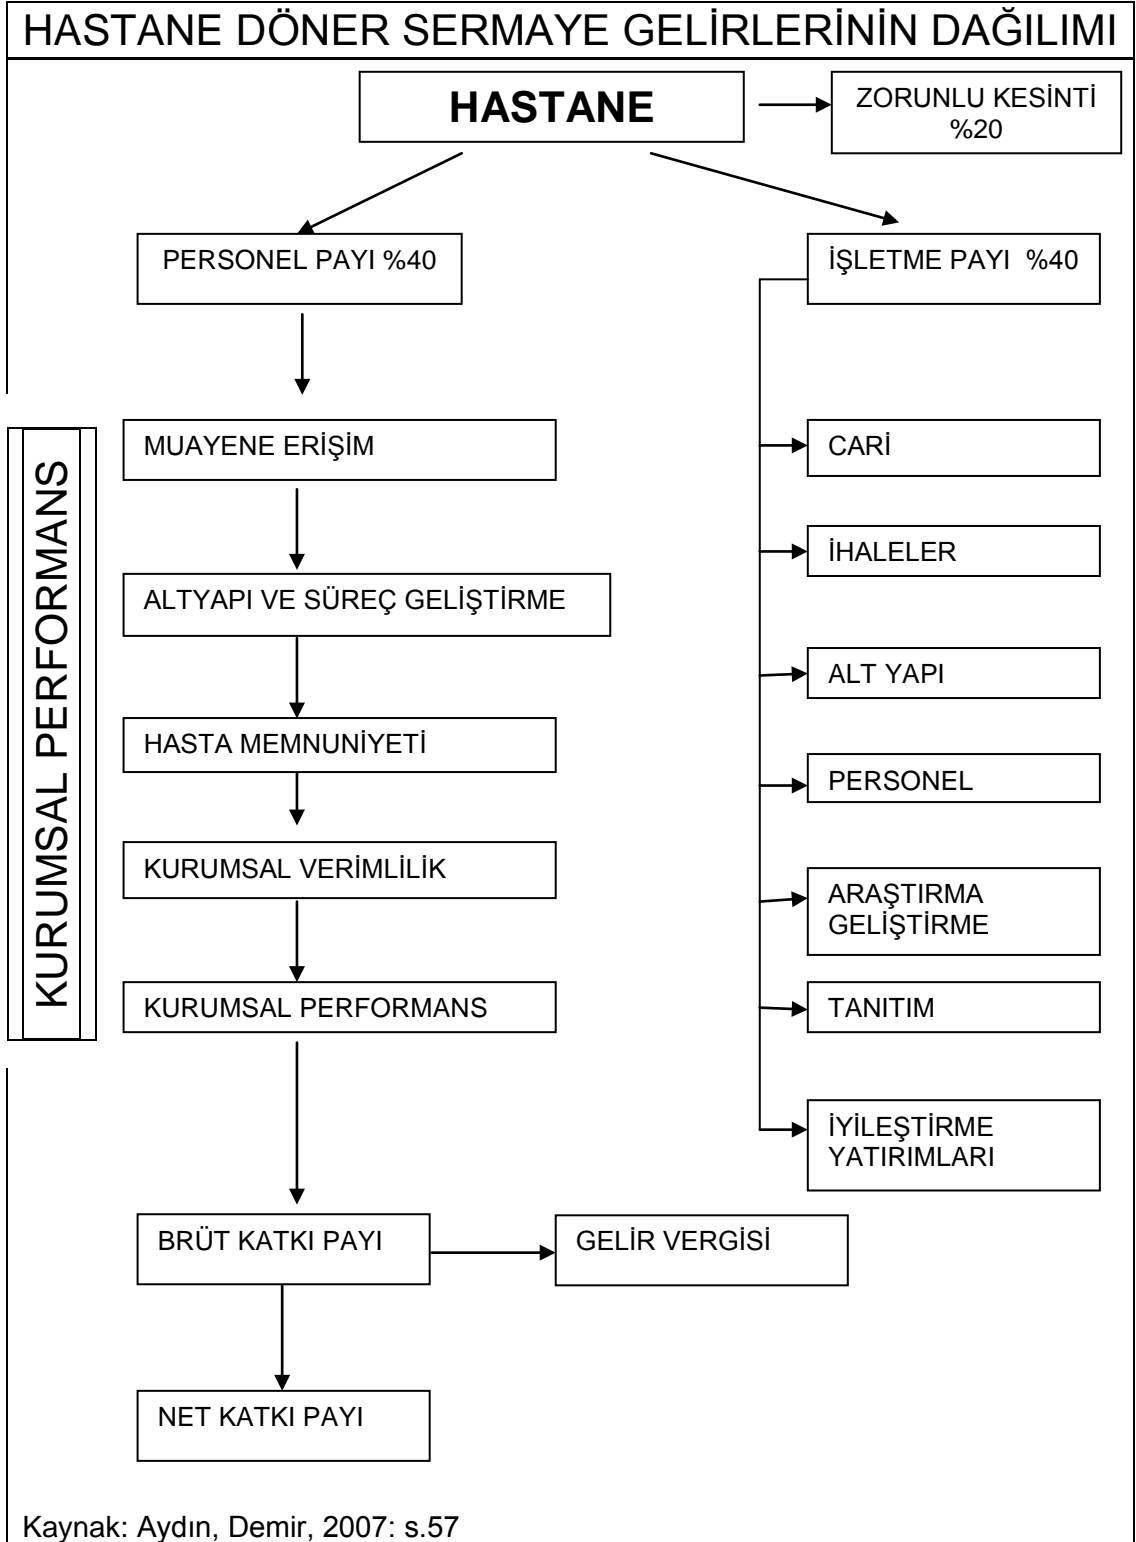 HASTANE DÖNER SERMAYE GELİRLERİNİN DAĞILIMI
HASTANE
ZORUNLU KESİNTİ
%20
PERSONEL PAYI %40
İŞLETME PAYI %40
KURUMSAL PERFORMANS
MUAYENE ERİŞİM
ALTYAPI VE SÜREÇ GELİŞTİRME
HASTA MEMNUNİYETİ
KURUMSAL VERİMLİLİK
KURUMSAL PERFORMANS
CARİ
İHALELER
ALT YAPI
PERSONEL
ARAŞTIRMA
GELİŞTİRME
TANITIM
İYİLEŞTİRME
YATIRIMLARI
BRÜT KATKI PAYI
GELİR VERGİSİ
NET KATKI PAYI
Kaynak: Aydın, Demir, 2007: s.57